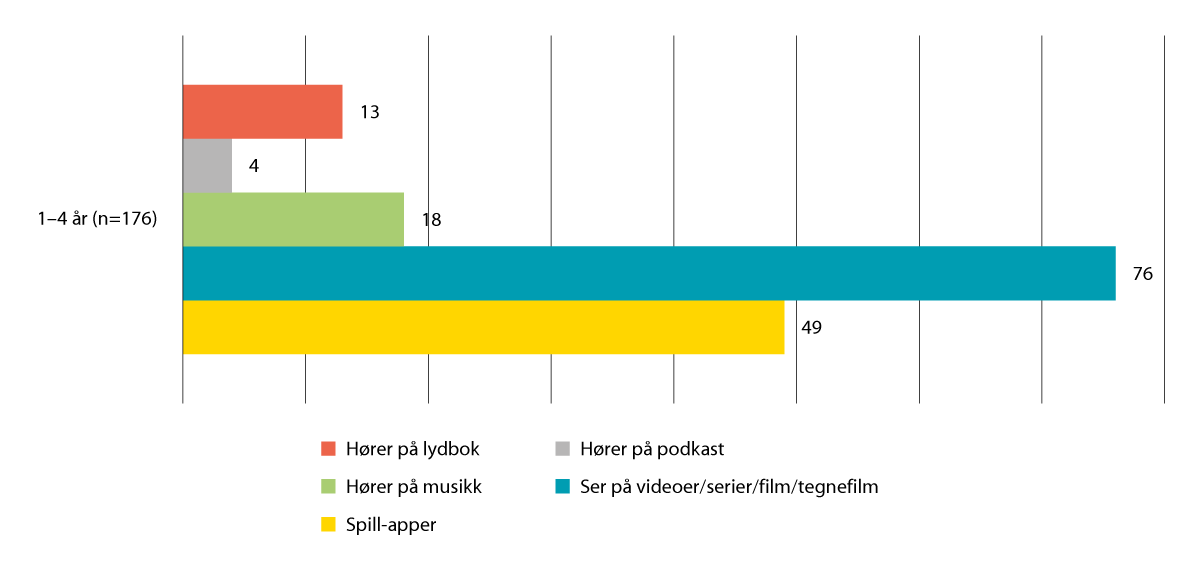 13
4
1–4 år (n=176)
18
76
49
Hører på lydbok
Hører på podkast
Hører på musikk
Ser på videoer/serier/film/tegnefilm
Spill-apper